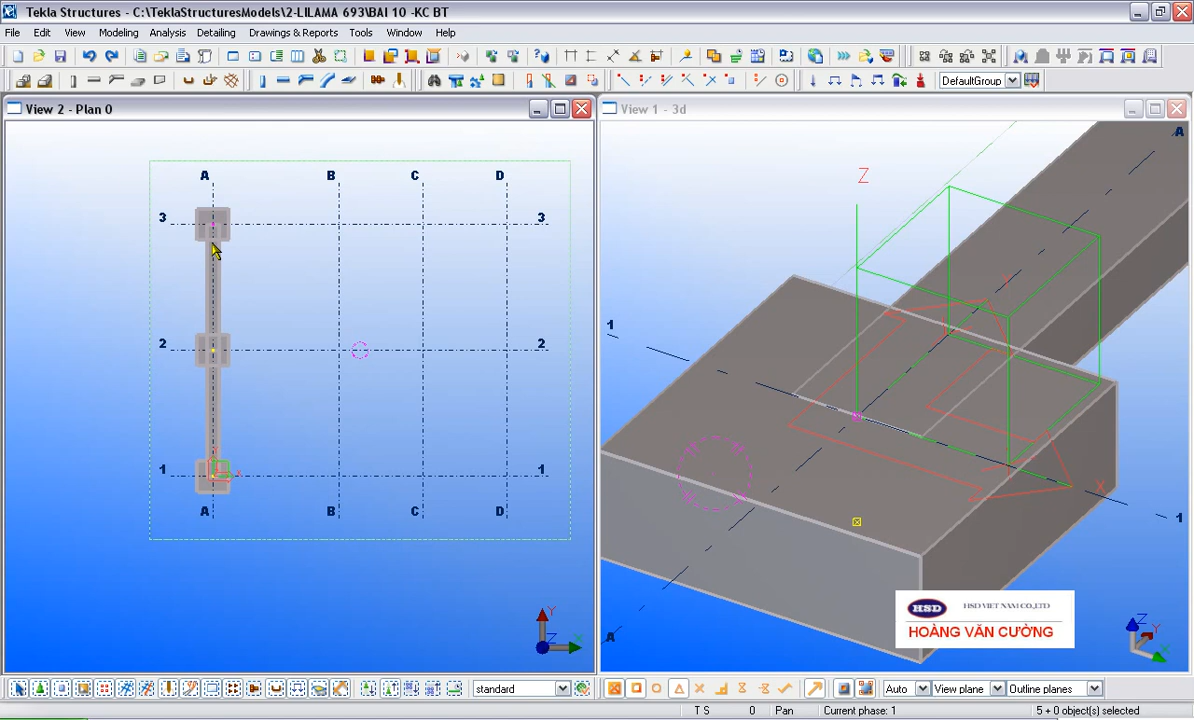 Tekla Structures - C:\TeklaStructuresModels\2-LILAMA 693\BAI 10 -KC BT
File Edit View Modeling Analysis Detailing Drawings & Reports Tools Window Help
DefaultGroup
View 2 - Plan 0
View 1 - 3d
A B C D
3 3
2 2
1 1
A B C D
x
Y
Z
X
A
Z
Y
X
X
1
1
A
Z
Y
X
HSD
HSD VIET NAM CO.,LTD
HOÀNG VĂN CƯỜNG
standard
Auto
View plane
Outline planes
T S 0 Pan Current phase: 1 5 + 0 object(s) selected